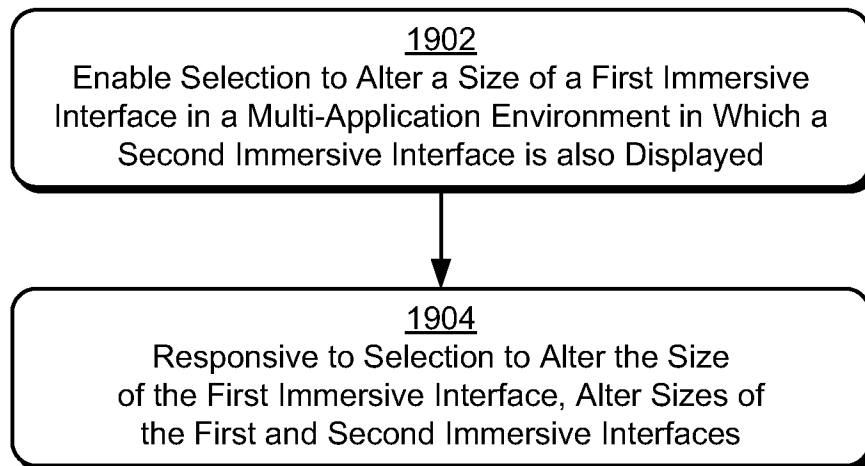 1902
Enable Selection to Alter a Size of a First Immersive
Interface in a Multi-Application Environment in Which a
Second Immersive Interface is also Displayed
1904
Responsive to Selection to Alter the Size
of the First Immersive Interface, Alter Sizes of
the First and Second Immersive Interfaces